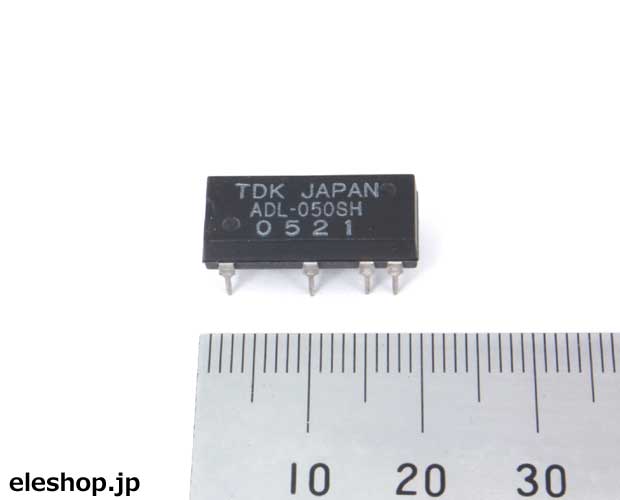 TDK JAPAN
ADL-050SH
0521
10 20 30
eleshop.jp